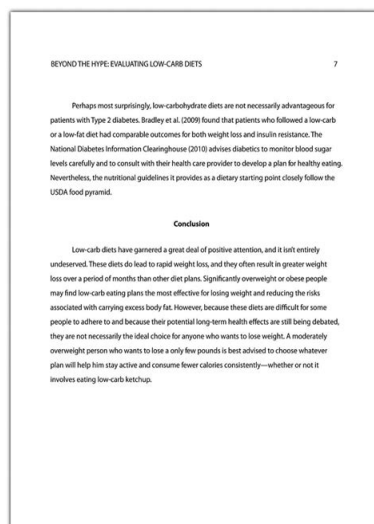 BEYOND THE HYPE: EVALUATING LOW-CARB DIETS 7
Perhaps most surprisingly, low-carbohydrate diets are not necessarily advantageous for
patients with Type 2 diabetes. Bradley et al. (2009) found that patients who followed a low-carb
or a low-fat diet had comparable outcomes for both weight loss and insulin resistance. The
National Diabetes Information Clearinghouse (2010) advises diabetics to monitor blood sugar
levels carefully and to consult with their health care provider to develop a plan for healthy eating.
Nevertheless, the nutritional guidelines it provides as a dietary starting point closely follow the
USDA food pyramid.
Conclusion
Low-carb diets have garnered a great deal of positive attention, and it isn't entirely
undeserved. These diets do lead to rapid weight loss, and they often result in greater weight
loss over a period of months than other diet plans. Significantly overweight or obese people
may find low-carb eating plans the most effective for losing weight and reducing the risks
associated with carrying excess body fat. However, because these diets are difficult for some
people to adhere to and because their potential long-term health effects are still being debated,
they are not necessarily the ideal choice for anyone who wants to lose weight. A moderately
overweight person who wants to lose a only few pounds is best advised to choose whatever
plan will help him stay active and consume fewer calories consistently—whether or not it
involves eating low-carb ketchup.